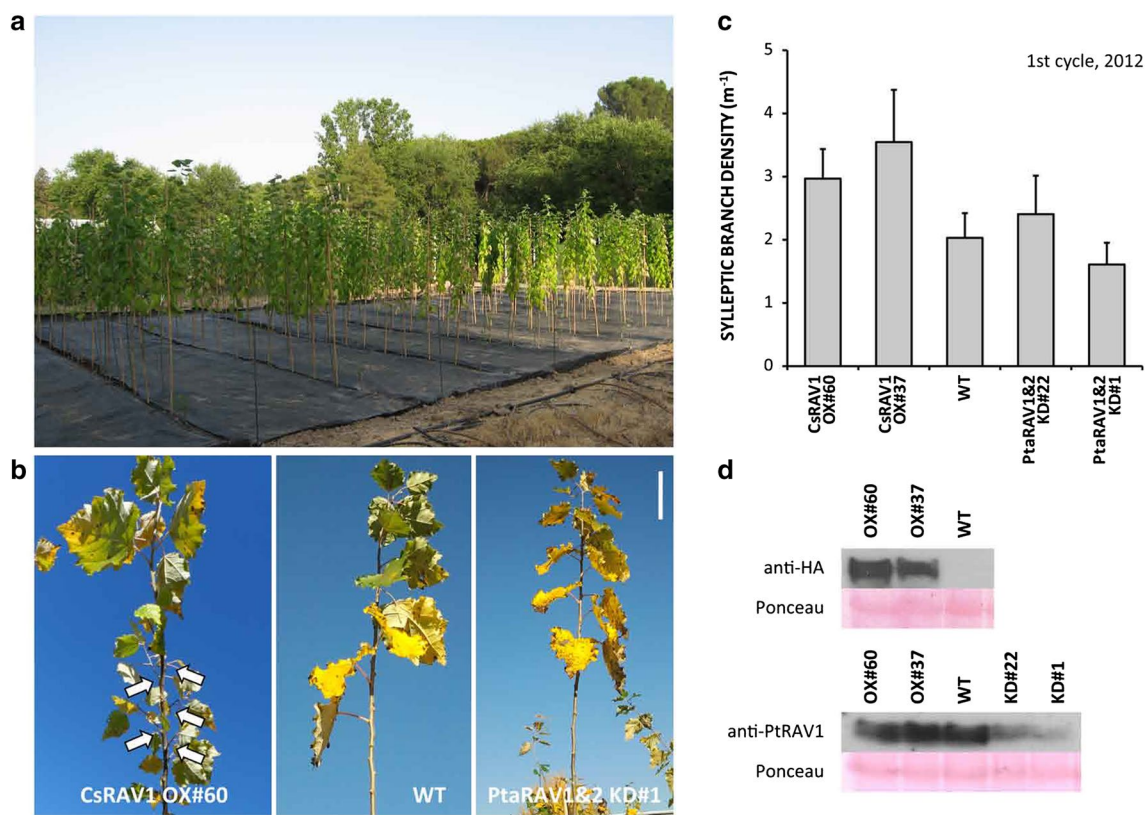 a
b
CsRAV1 OX#60
WT
PtaRAV1&2 KD#1
c
1st cycle, 2012
SYLLEPTIC BRANCH DENSITY (m⁻¹)
5
4
3
2
1
0
CsRAV1
OX#60
CsRAV1
OX#37
WT
PtaRAV1&2
KD#22
PtaRAV1&2
KD#1
d
OX#60
OX#37
WT
anti-HA
Ponceau
OX#60
OX#37
WT
KD#22
KD#1
anti-PtRAV1
Ponceau